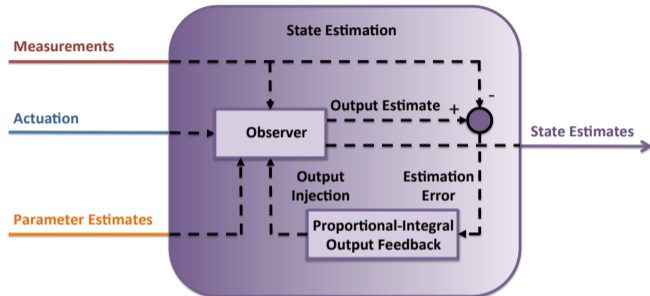 State Estimation
Measurements
Output Estimate
+
-
Actuation
Observer
State Estimates
Output
Injection
Estimation
Error
Parameter Estimates
Proportional-Integral
Output Feedback